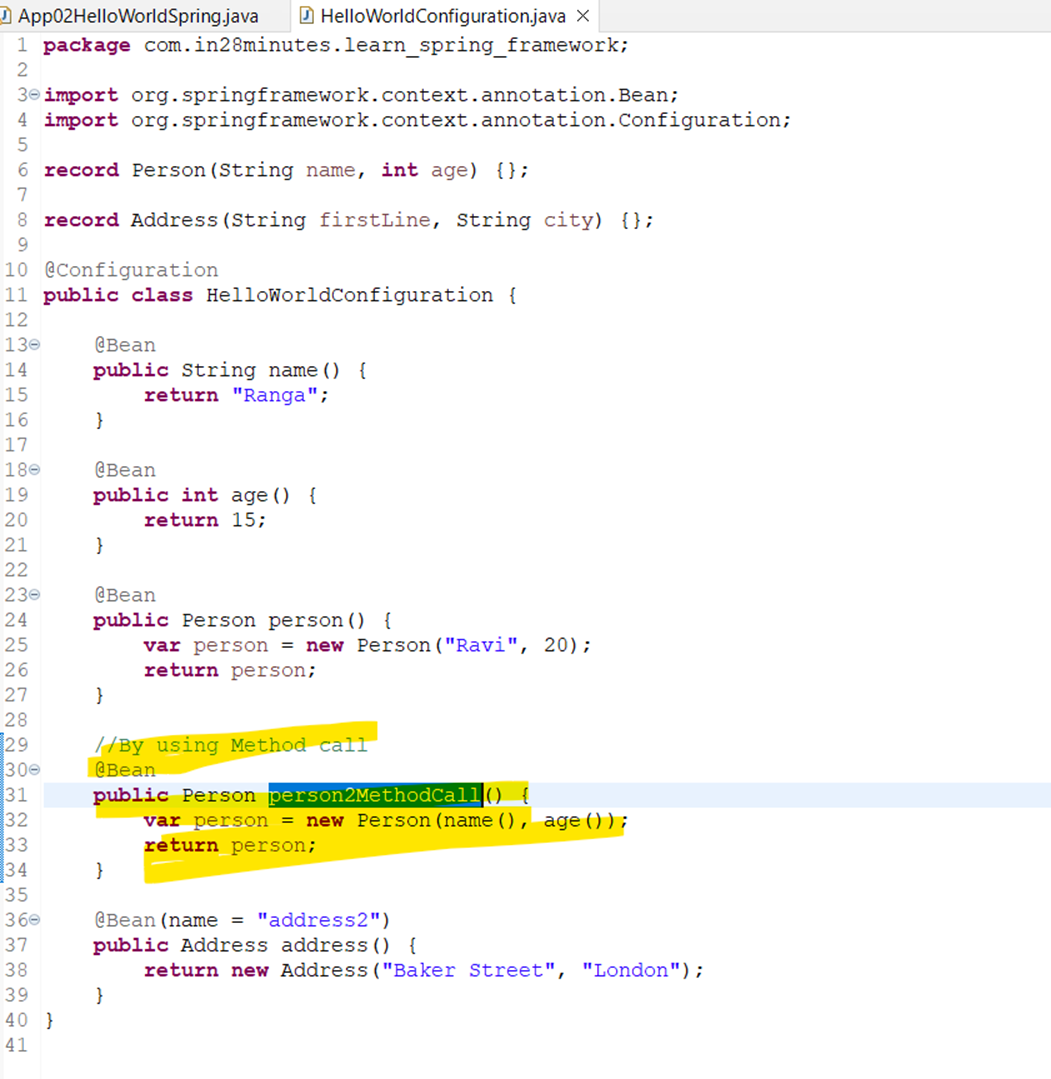 App02HelloWorldSpring.java HelloWorldConfiguration.java
1 package com.in28minutes.learn_spring_framework;
2
3 import org.springframework.context.annotation.Bean;
4 import org.springframework.context.annotation.Configuration;
5
6 record Person(String name, int age) {};
7
8 record Address(String firstLine, String city) {};
9
10 @Configuration
11 public class HelloWorldConfiguration {
12
13 @Bean
14 public String name() {
15 return "Ranga";
16 }
17
18 @Bean
19 public int age() {
20 return 15;
21 }
22
23 @Bean
24 public Person person() {
25 var person = new Person("Ravi", 20);
26 return person;
27 }
28
29 //By using Method call
30 @Bean
31 public Person person2MethodCall() {
32 var person = new Person(name(), age());
33 return person;
34 }
35
36 @Bean(name = "address2")
37 public Address address() {
38 return new Address("Baker Street", "London");
39 }
40 }
41